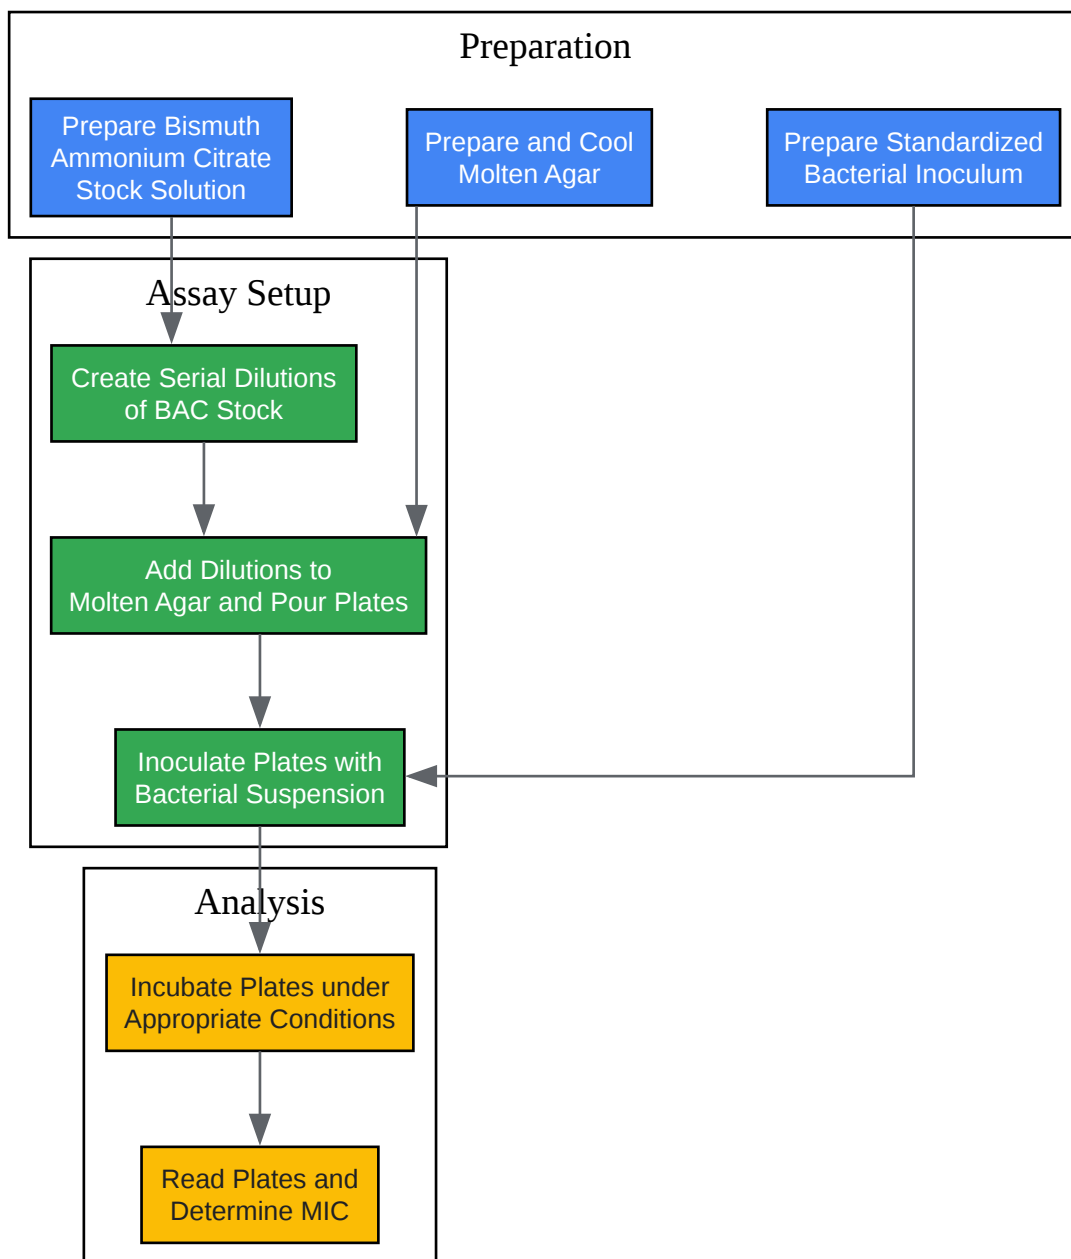 Preparation
Prepare Bismuth
Ammonium Citrate
Stock Solution
Prepare and Cool
Molten Agar
Prepare Standardized
Bacterial Inoculum
Assay Setup
Create Serial Dilutions
of BAC Stock
Add Dilutions to
Molten Agar and Pour Plates
Inoculate Plates with
Bacterial Suspension
Analysis
Incubate Plates under
Appropriate Conditions
Read Plates and
Determine MIC